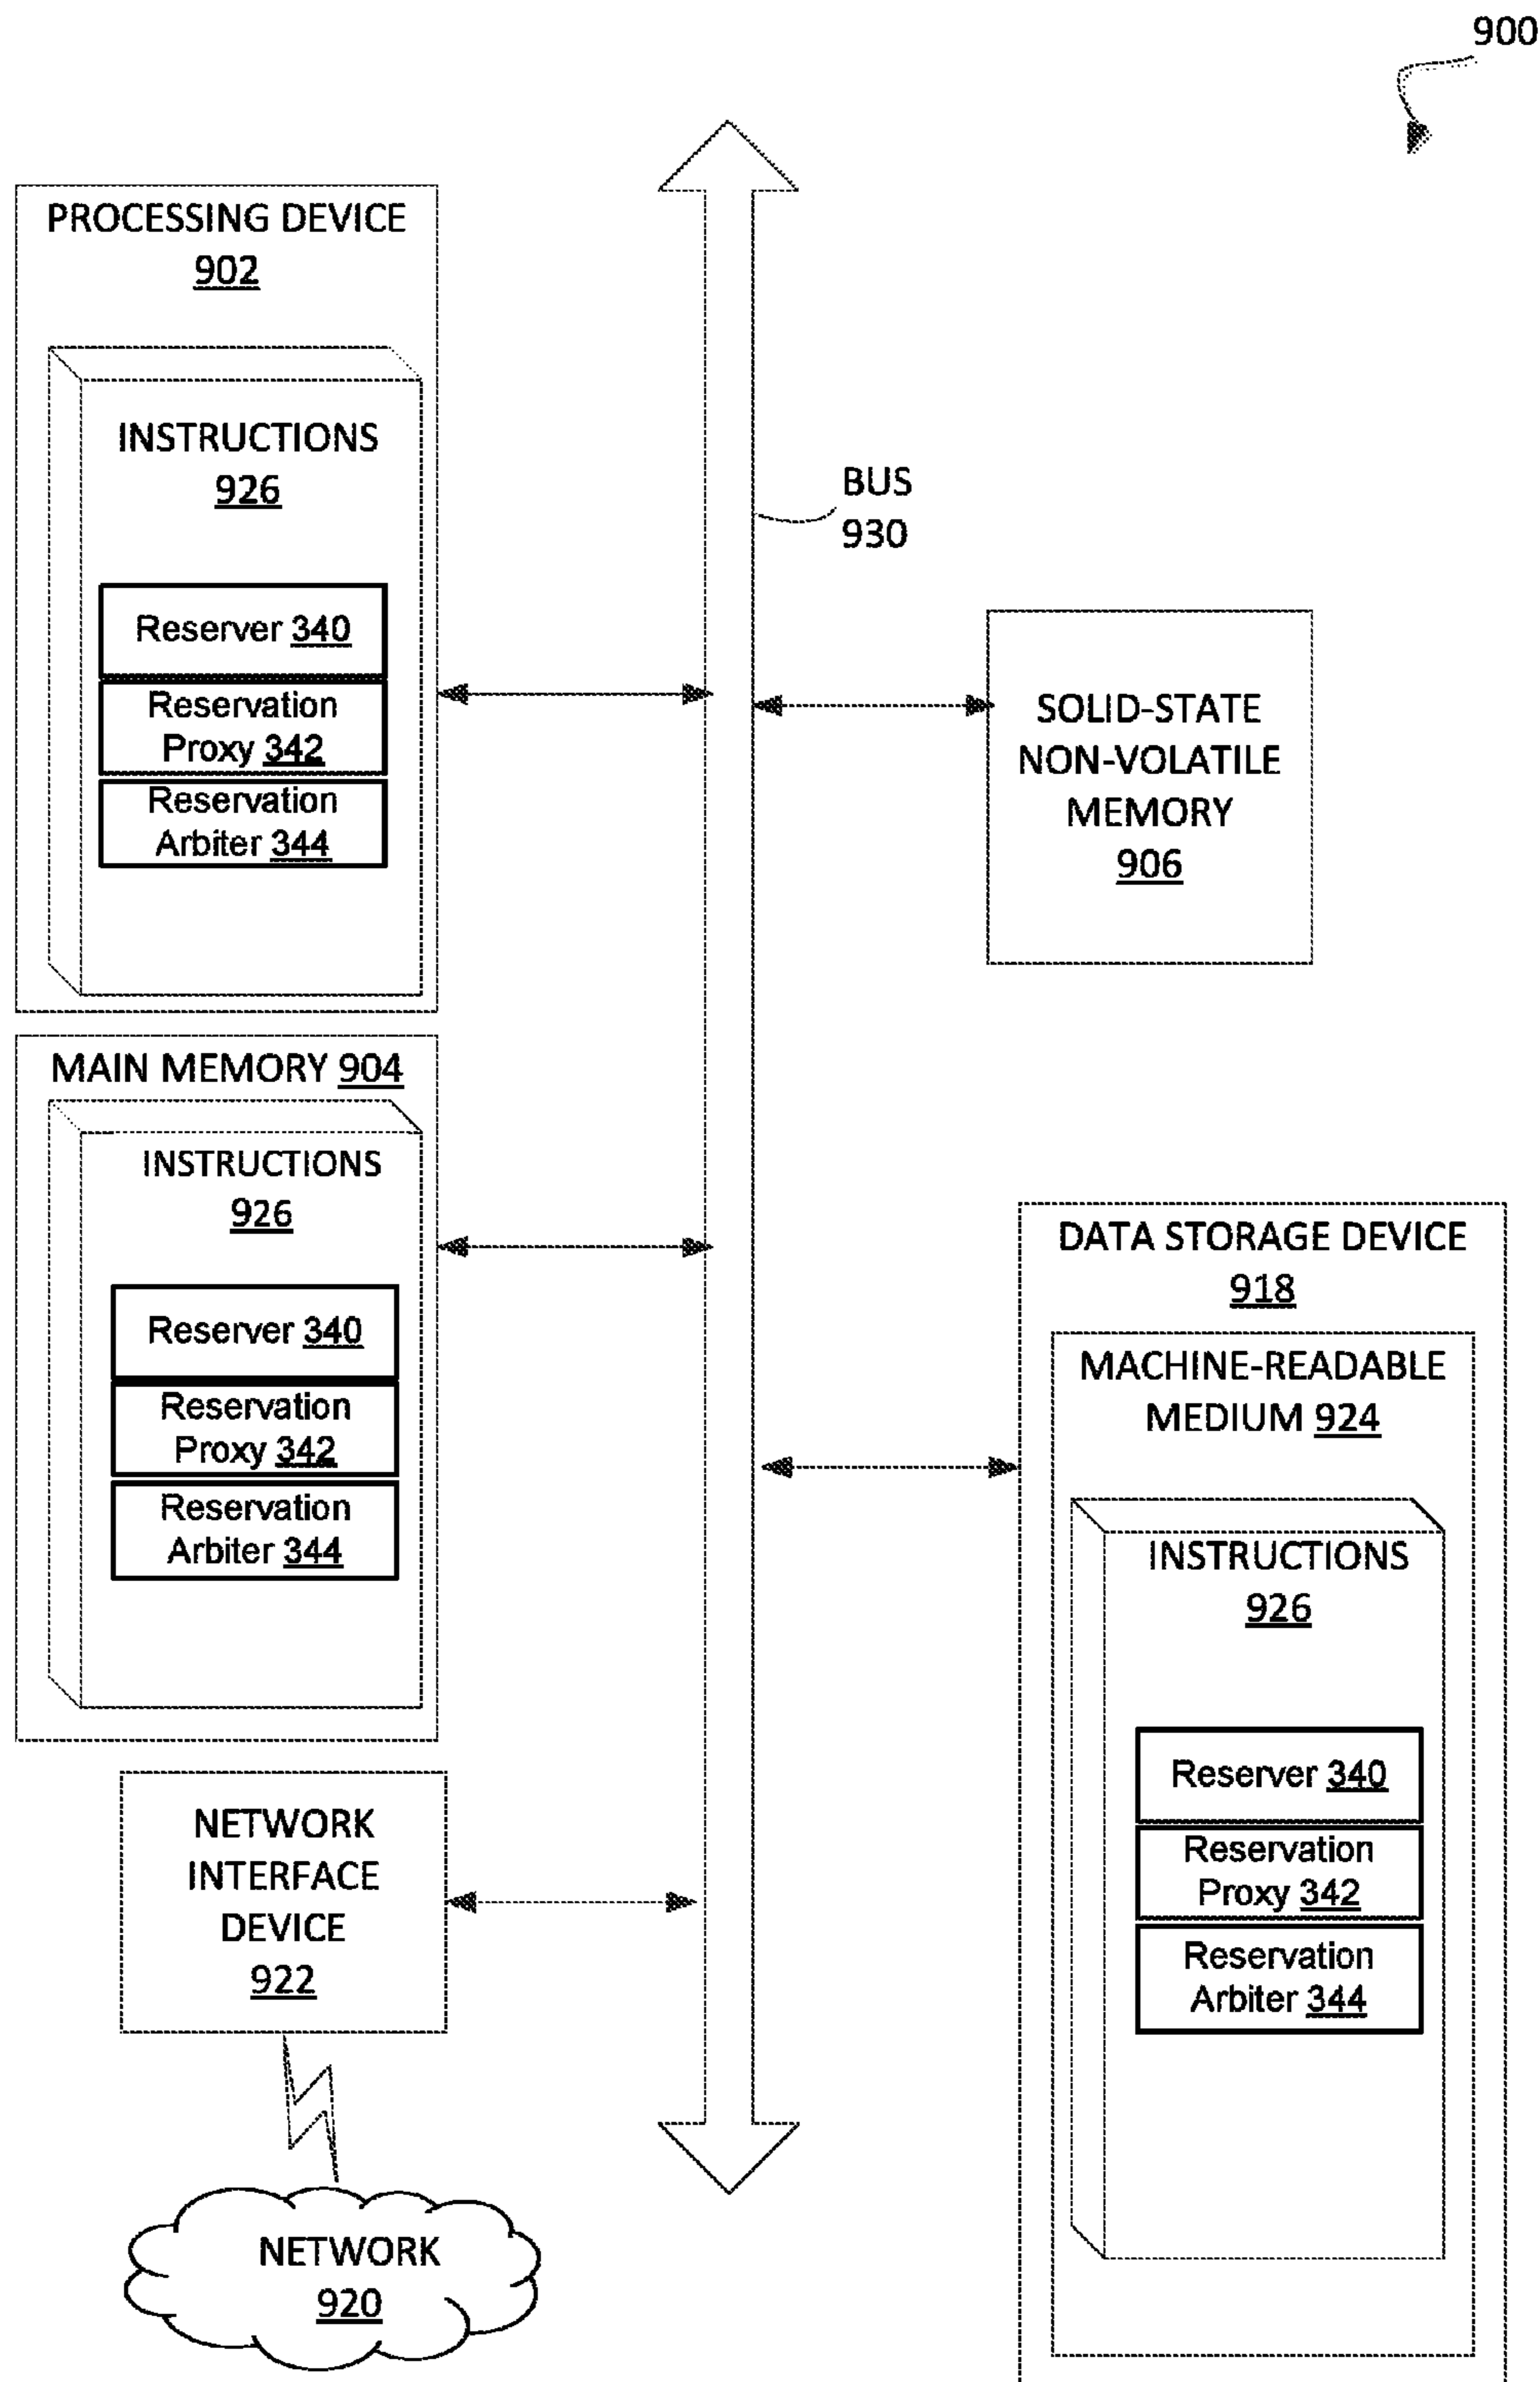 900
PROCESSING DEVICE
902
INSTRUCTIONS
926
Reserver 340
Reservation
Proxy 342
Reservation
Arbiter 344
BUS
930
SOLID-STATE
NON-VOLATILE
MEMORY
906
MAIN MEMORY 904
INSTRUCTIONS
926
Reserver 340
Reservation
Proxy 342
Reservation
Arbiter 344
DATA STORAGE DEVICE
918
MACHINE-READABLE
MEDIUM 924
INSTRUCTIONS
926
Reserver 340
Reservation
Proxy 342
Reservation
Arbiter 344
NETWORK
INTERFACE
DEVICE
922
NETWORK
920